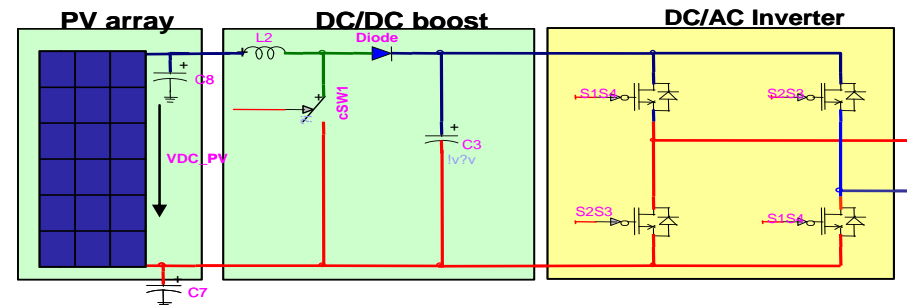 PV array
DC/DC boost
DC/AC Inverter
L2
Diode
C8
cSW1
VDC_PV
C3
!v?v
C7
S1S4
S2S3
S2S3
S1S4